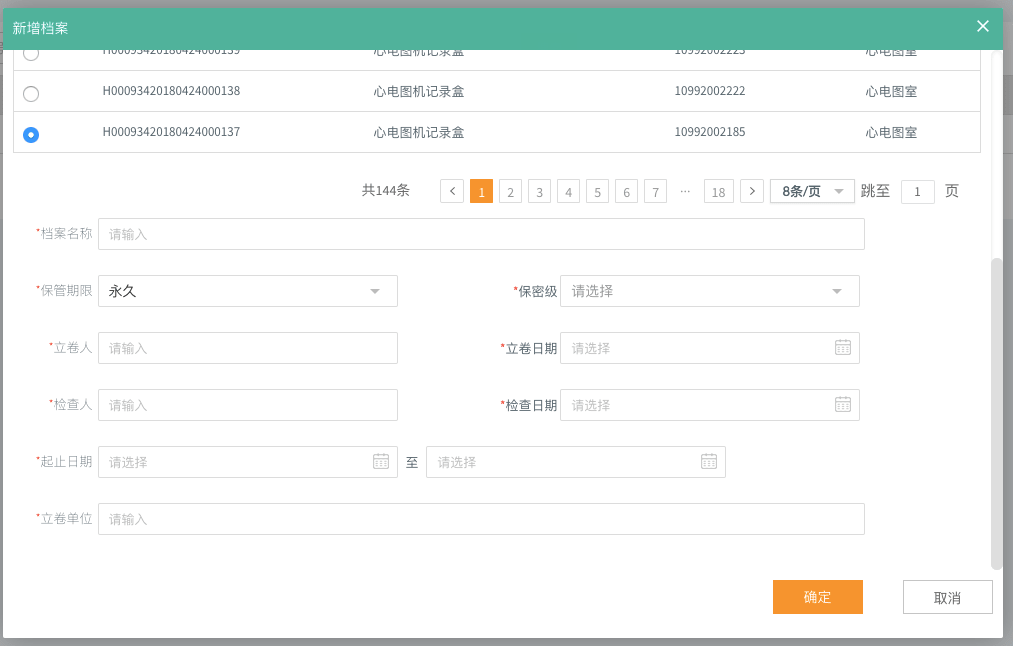 新增档案
H00093420180424000139 心电图机记录盒 10992002223 心电图室
H00093420180424000138 心电图机记录盒 10992002222 心电图室
H00093420180424000137 心电图机记录盒 10992002185 心电图室
共144条 < 1 2 3 4 5 6 7 ··· 18 > 8条/页 跳至 1 页
*档案名称 请输入
*保管期限 永久 *保密级 请选择
*立卷人 请输入 *立卷日期 请选择
*检查人 请输入 *检查日期 请选择
*起止日期 请选择 至 请选择
*立卷单位 请输入
确定 取消